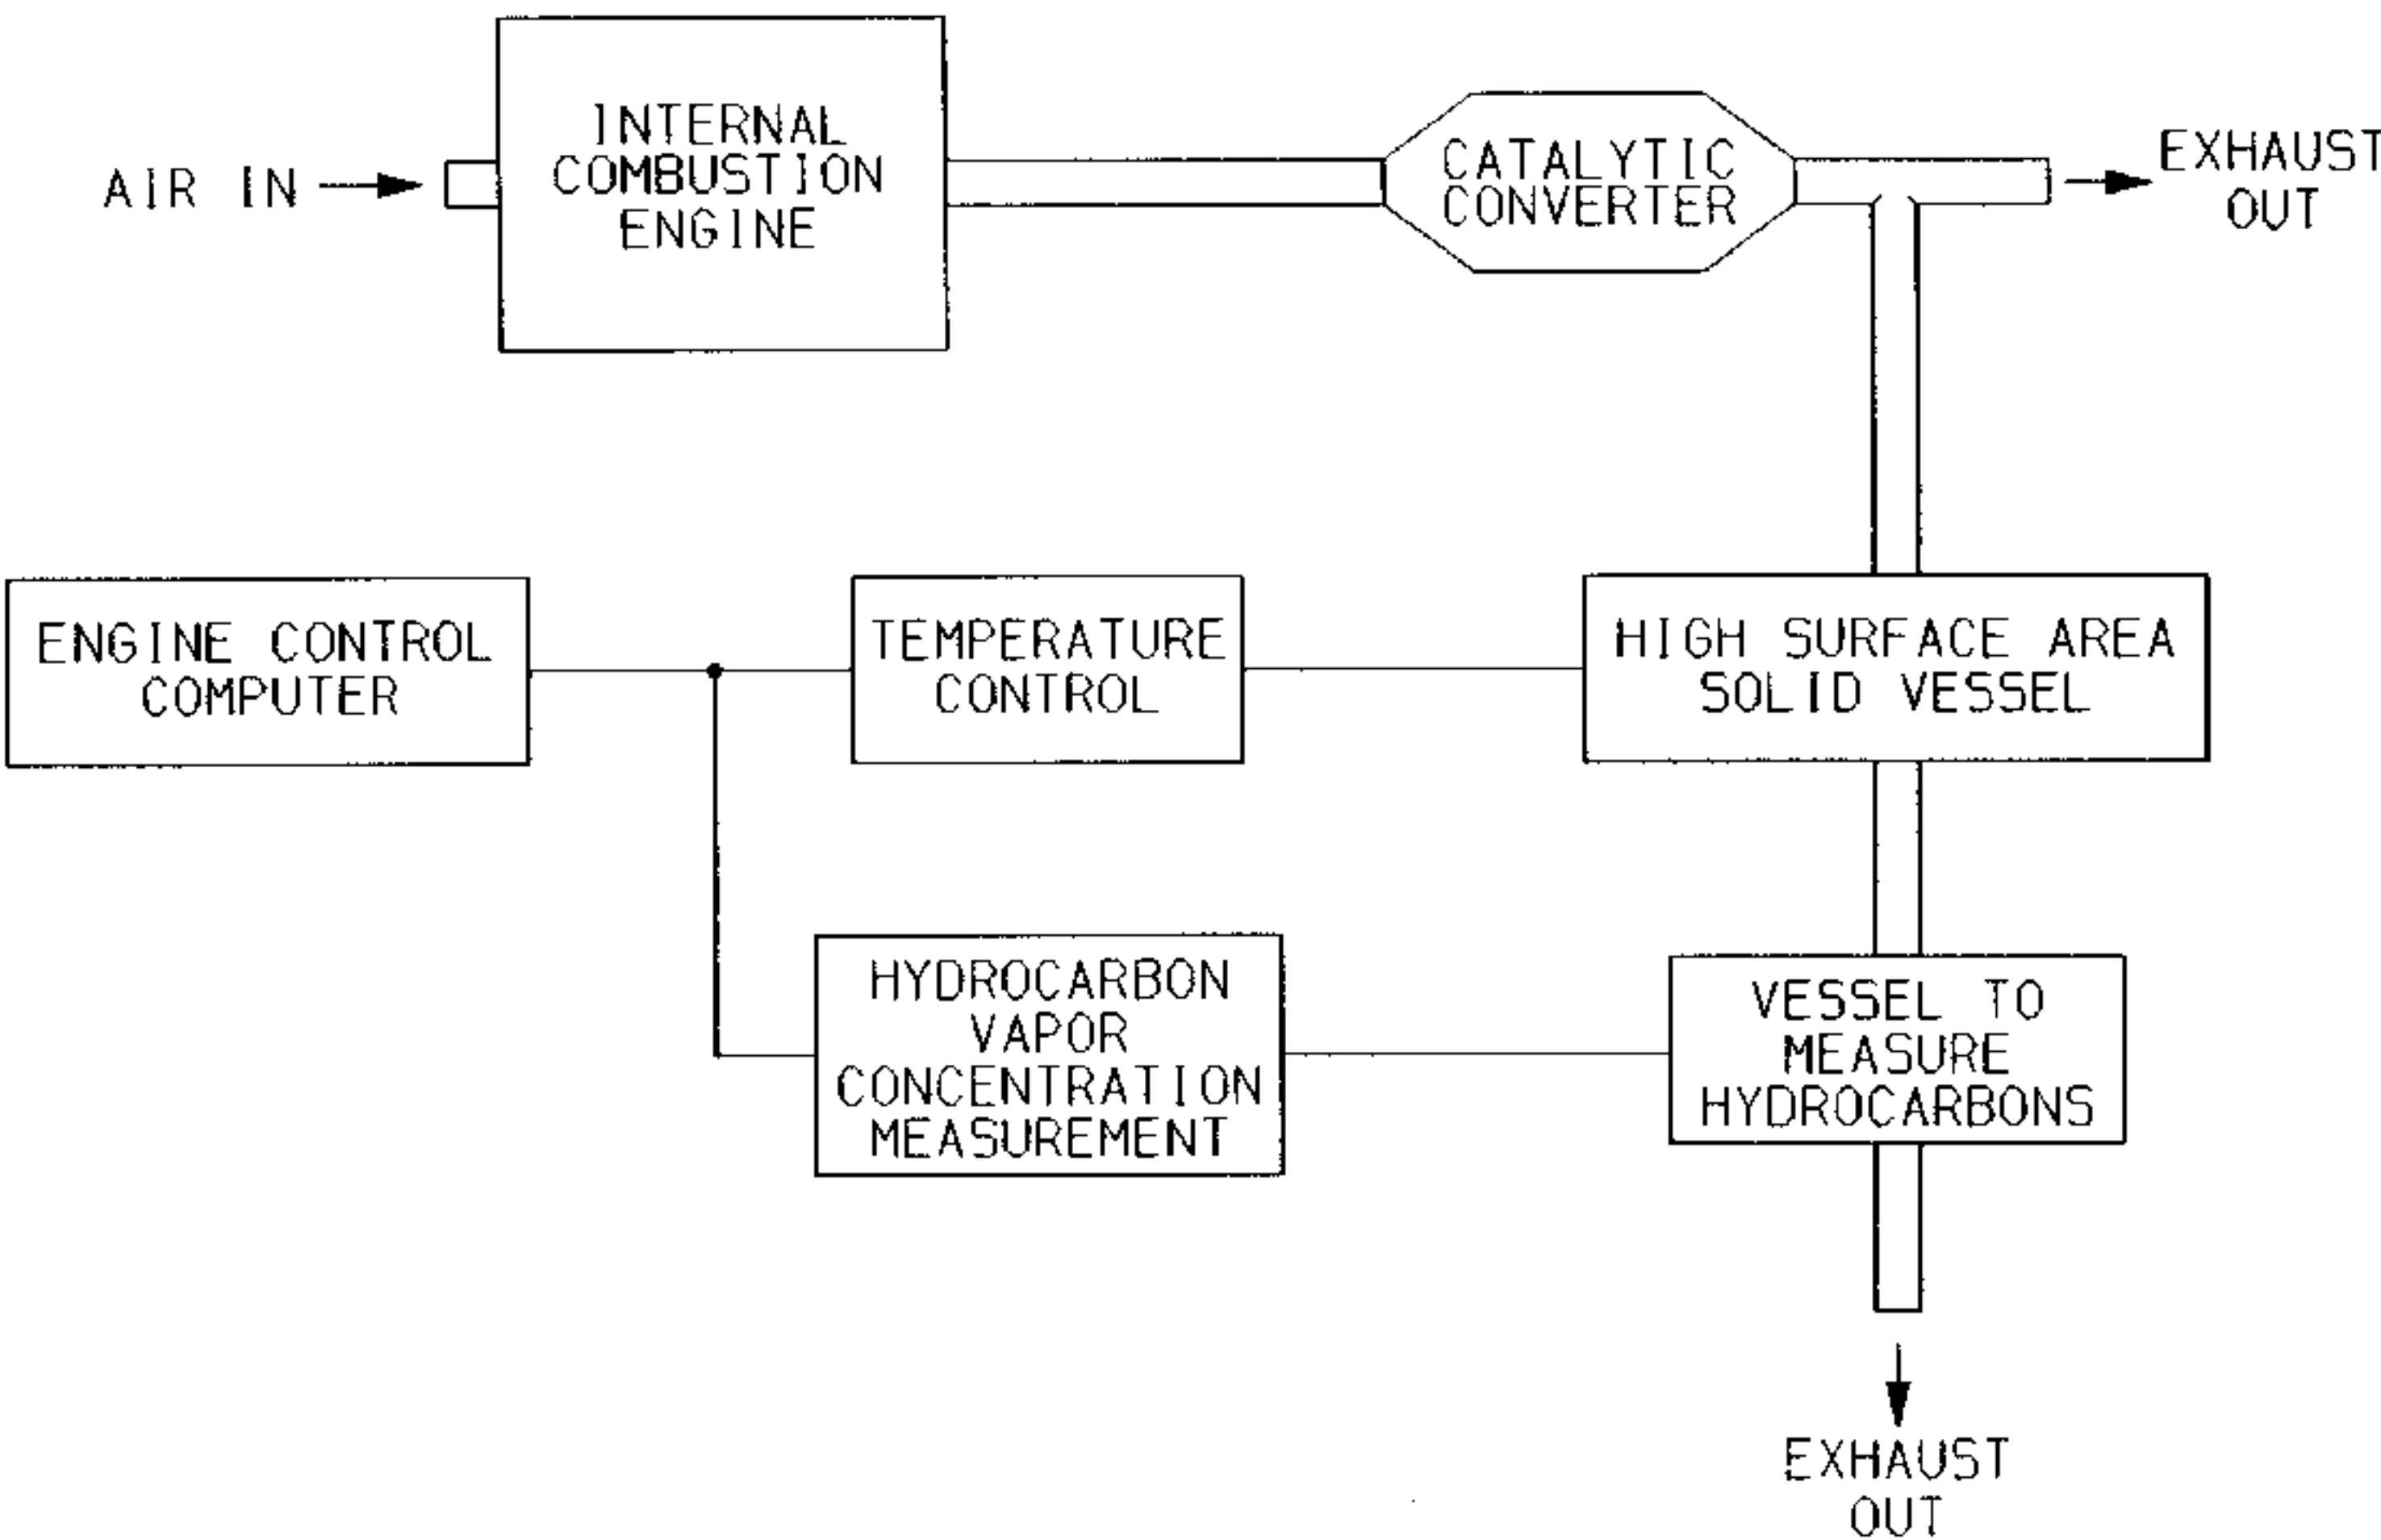 INTERNAL
COMBUSTION
ENGINE
AIR IN
CATALYTIC
CONVERTER
EXHAUST
OUT
ENGINE CONTROL
COMPUTER
TEMPERATURE
CONTROL
HIGH SURFACE AREA
SOLID VESSEL
HYDROCARBON
VAPOR
CONCENTRATION
MEASUREMENT
VESSEL TO
MEASURE
HYDROCARBONS
EXHAUST
OUT